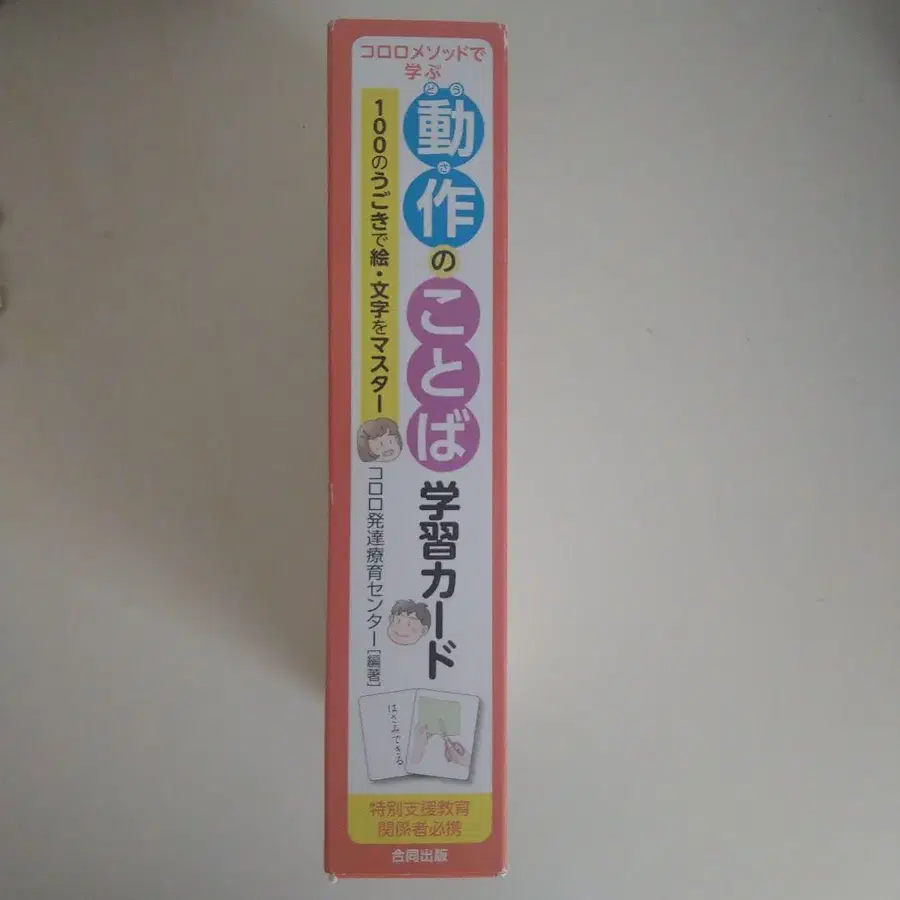 コロロメソッドで
学ぶ
動作のことば学習カード
どうさ
100のうごきで絵・文字をマスター
コロロ発達療育センター[編著]
はさみできる
特別支援教育
関係者必携
合同出版